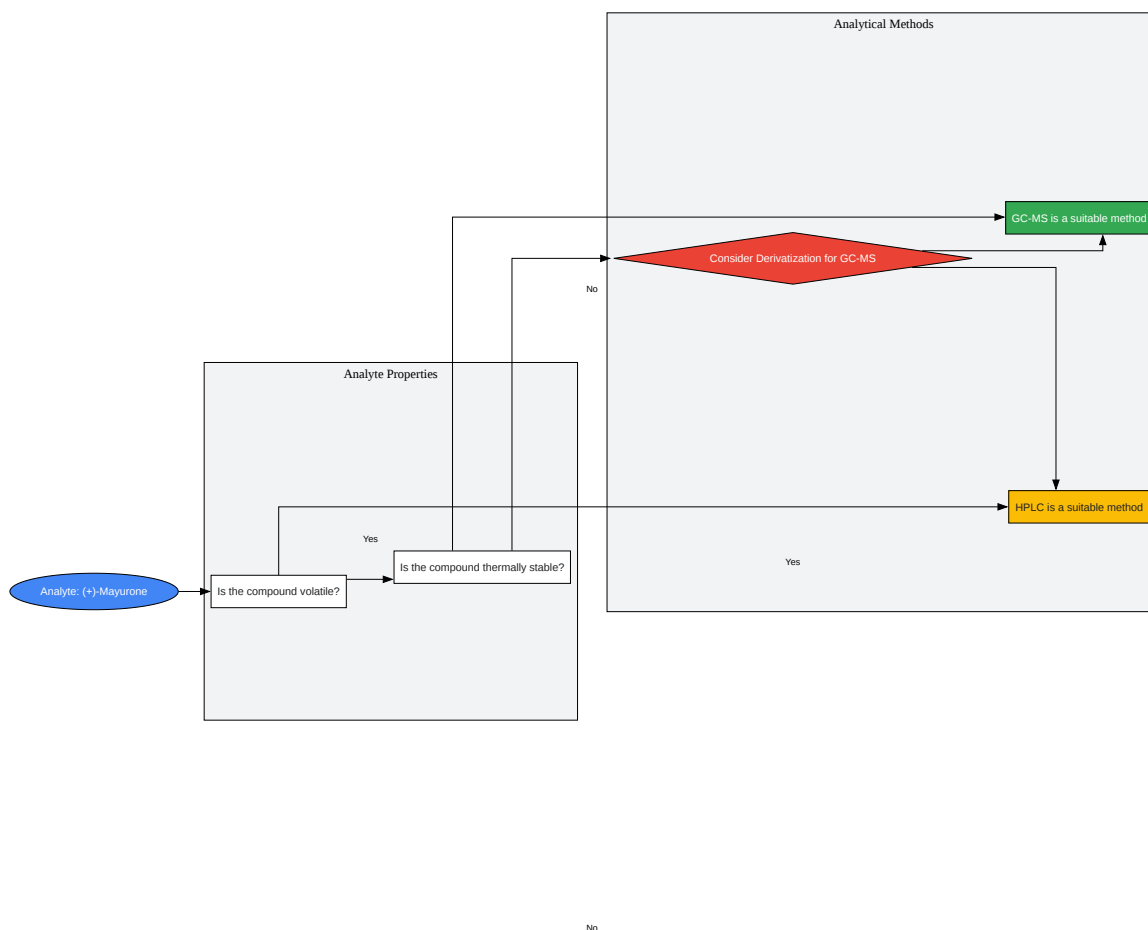 Analytical Methods
GC-MS is a suitable method
Consider Derivatization for GC-MS
No
Analyte Properties
HPLC is a suitable method
Yes
Yes
Is the compound thermally stable?
Analyte: (+)-Mayurone
Is the compound volatile?
No